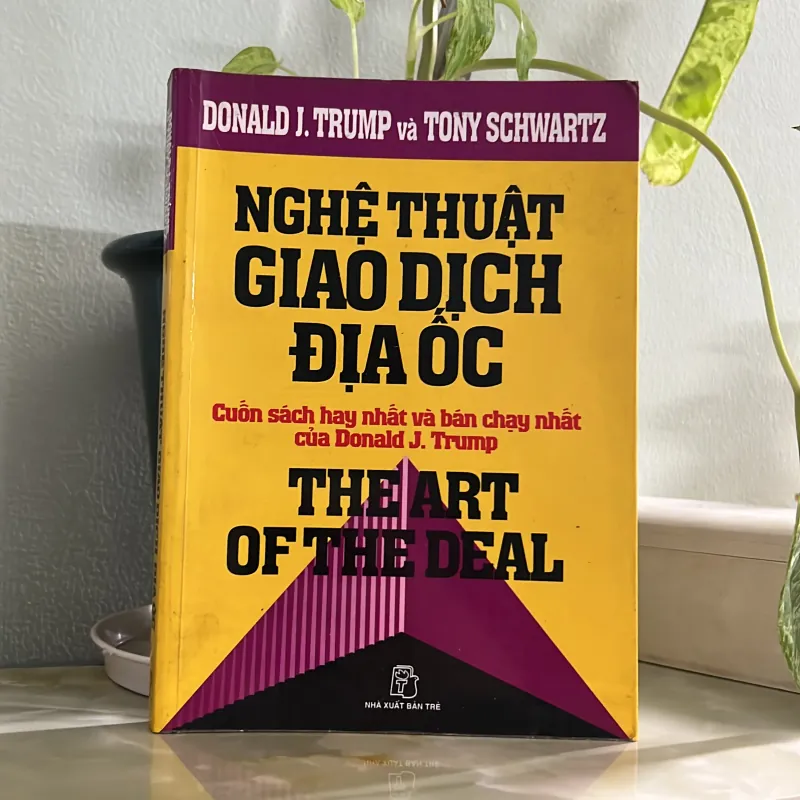 DONALD J. TRUMP và TONY SCHWARTZ
NGHỆ THUẬT
GIAO DỊCH
ĐỊA ỐC
Cuốn sách hay nhất và bán chạy nhất
của Donald J. Trump
THE ART
OF THE DEAL
NHÀ XUẤT BẢN TRẺ